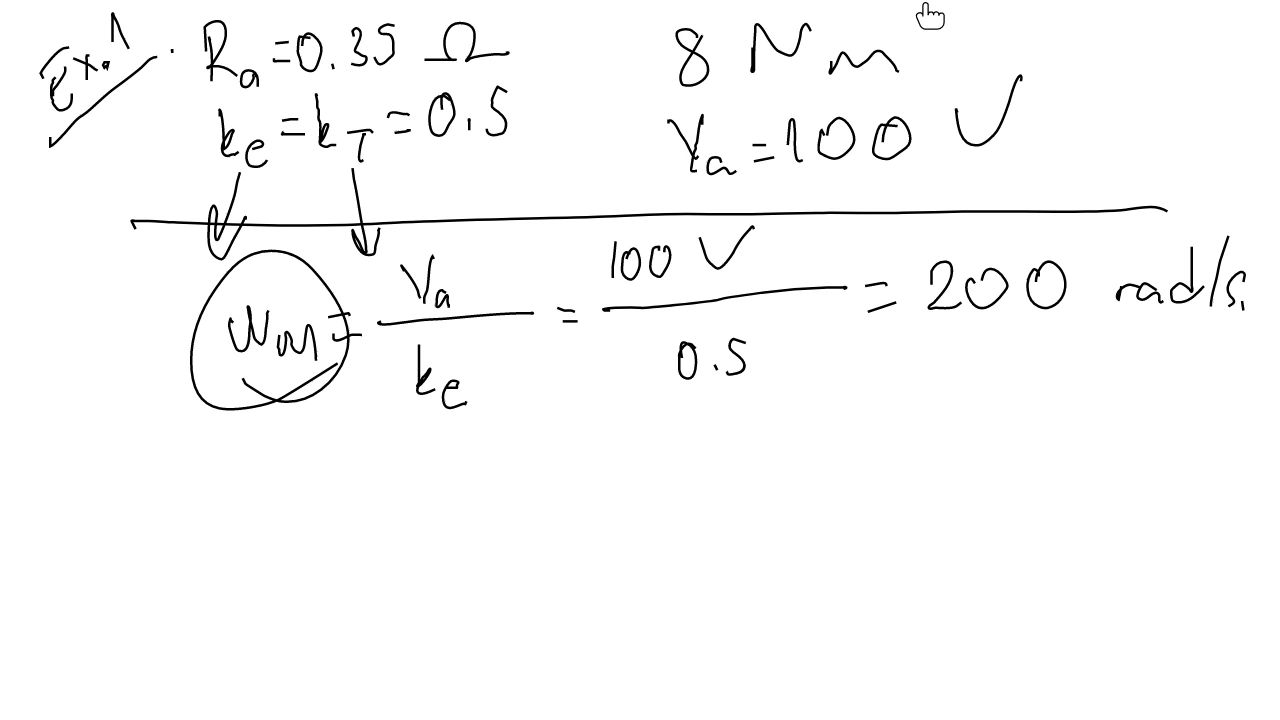 Ex. 1. Ra = 0.35 Ω 8 Nm
ke = kT = 0.5 Va = 100 V
ωm = Va / ke = 100 V / 0.5 = 200 rad/s.